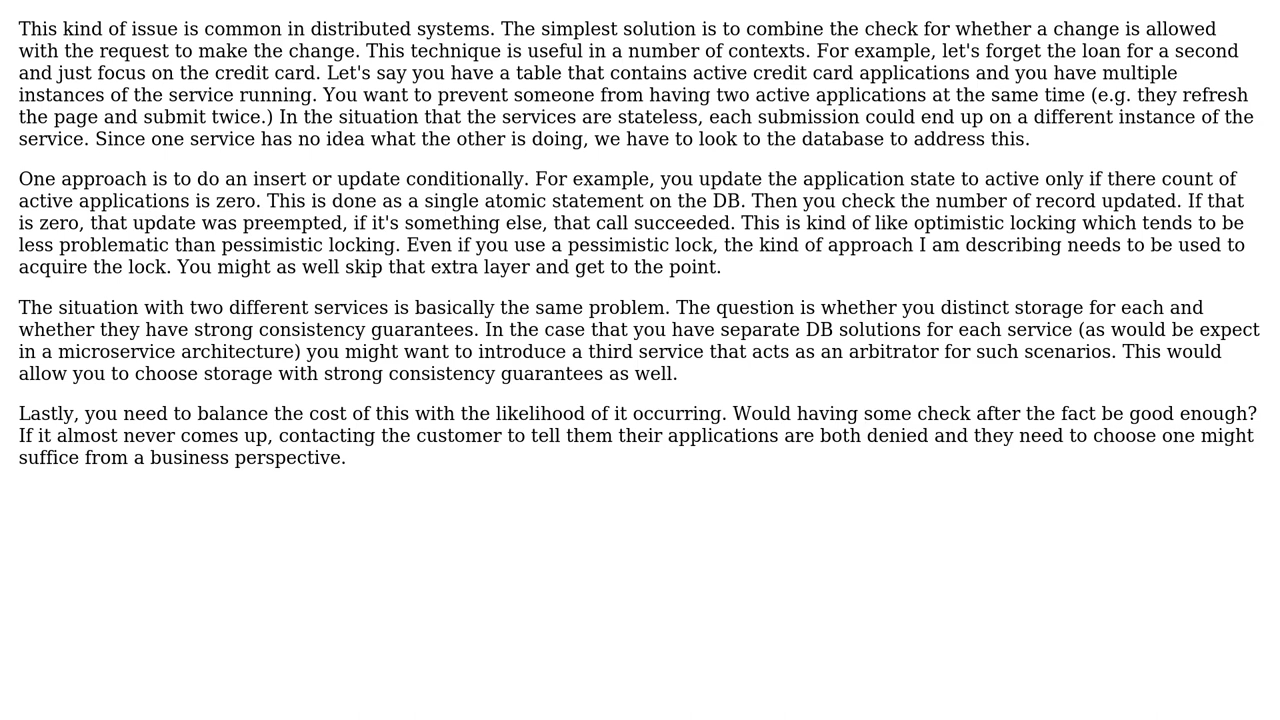 This kind of issue is common in distributed systems. The simplest solution is to combine the check for whether a change is allowed
with the request to make the change. This technique is useful in a number of contexts. For example, let's forget the loan for a second
and just focus on the credit card. Let's say you have a table that contains active credit card applications and you have multiple
instances of the service running. You want to prevent someone from having two active applications at the same time (e.g. they refresh
the page and submit twice.) In the situation that the services are stateless, each submission could end up on a different instance of the
service. Since one service has no idea what the other is doing, we have to look to the database to address this.
One approach is to do an insert or update conditionally. For example, you update the application state to active only if there count of
active applications is zero. This is done as a single atomic statement on the DB. Then you check the number of record updated. If that
is zero, that update was preempted, if it's something else, that call succeeded. This is kind of like optimistic locking which tends to be
less problematic than pessimistic locking. Even if you use a pessimistic lock, the kind of approach I am describing needs to be used to
acquire the lock. You might as well skip that extra layer and get to the point.
The situation with two different services is basically the same problem. The question is whether you distinct storage for each and
whether they have strong consistency guarantees. In the case that you have separate DB solutions for each service (as would be expect
in a microservice architecture) you might want to introduce a third service that acts as an arbitrator for such scenarios. This would
allow you to choose storage with strong consistency guarantees as well.
Lastly, you need to balance the cost of this with the likelihood of it occurring. Would having some check after the fact be good enough?
If it almost never comes up, contacting the customer to tell them their applications are both denied and they need to choose one might
suffice from a business perspective.